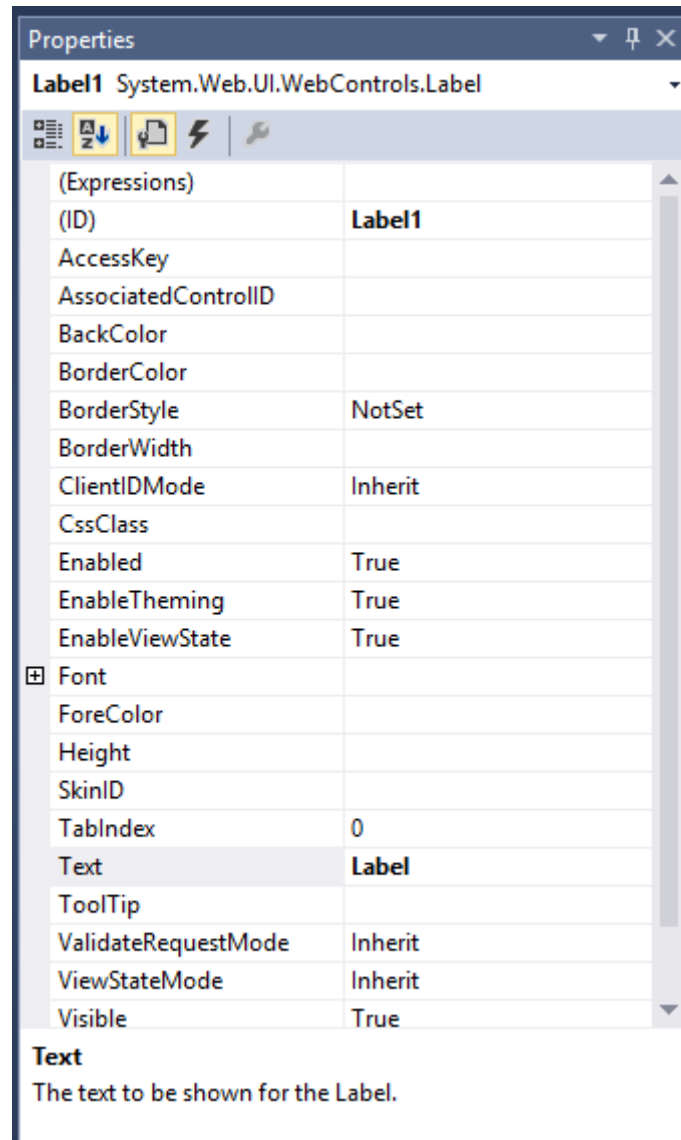 Properties
Label1 System.Web.UI.WebControls.Label
(Expressions)
(ID) Label1
AccessKey
AssociatedControlID
BackColor
BorderColor
BorderStyle NotSet
BorderWidth
ClientIDMode Inherit
CssClass
Enabled True
EnableTheming True
EnableViewState True
Font
ForeColor
Height
SkinID
TabIndex 0
Text Label
ToolTip
ValidateRequestMode Inherit
ViewStateMode Inherit
Visible True
Text
The text to be shown for the Label.